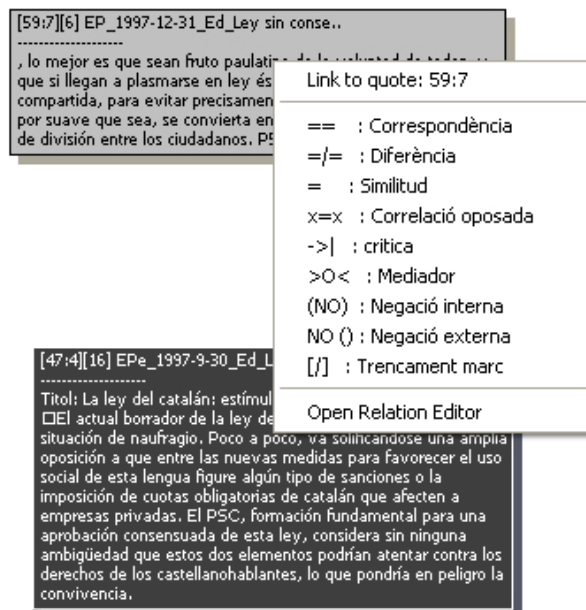 [59:7][6] EP_1997-12-31_Ed_Ley sin conse..
--------------------
, lo mejor es que sean fruto
que si llegan a plasmarse en ley és
compartida, para evitar
por suave que sea, se convierta en
de división entre los ciudadanos.
Link to quote: 59:7
== : Correspondència
=/= : Diferència
= : Similitud
x=x : Correlació oposada
->| : critica
>O< : Mediador
(NO) : Negació interna
NO () : Negació externa
[/] : Trencament marc
Open Relation Editor
[47:4][16] EPe_1997-9-30_Ed_L
--------------------
Titol: La ley del catalán:
□El actual borrador de la ley de
situación de naufragio. Poco a poco, va solificándose una amplia
oposición a que entre las nuevas medidas para favorecer el uso
social de esta lengua figure algún tipo de sanciones o la
imposición de cuotas obligatorias de catalán que afecten a
empresas privadas. El PSC, formación fundamental para una
aprobación consensuada de esta ley, considera sin ninguna
ambigüedad que estos dos elementos podrían atentar contra los
derechos de los castellanohablantes, lo que pondría en peligro la
convivencia.